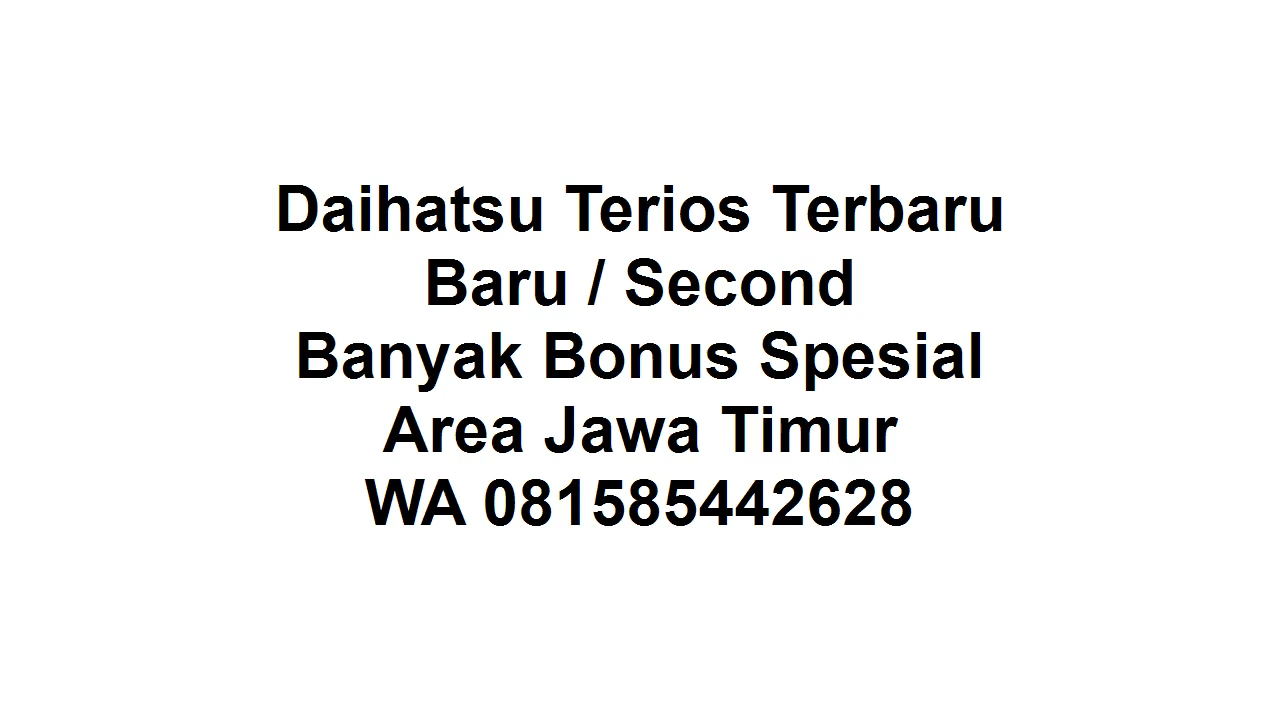 Daihatsu Terios Terbaru
Baru / Second
Banyak Bonus Spesial
Area Jawa Timur
WA 081585442628